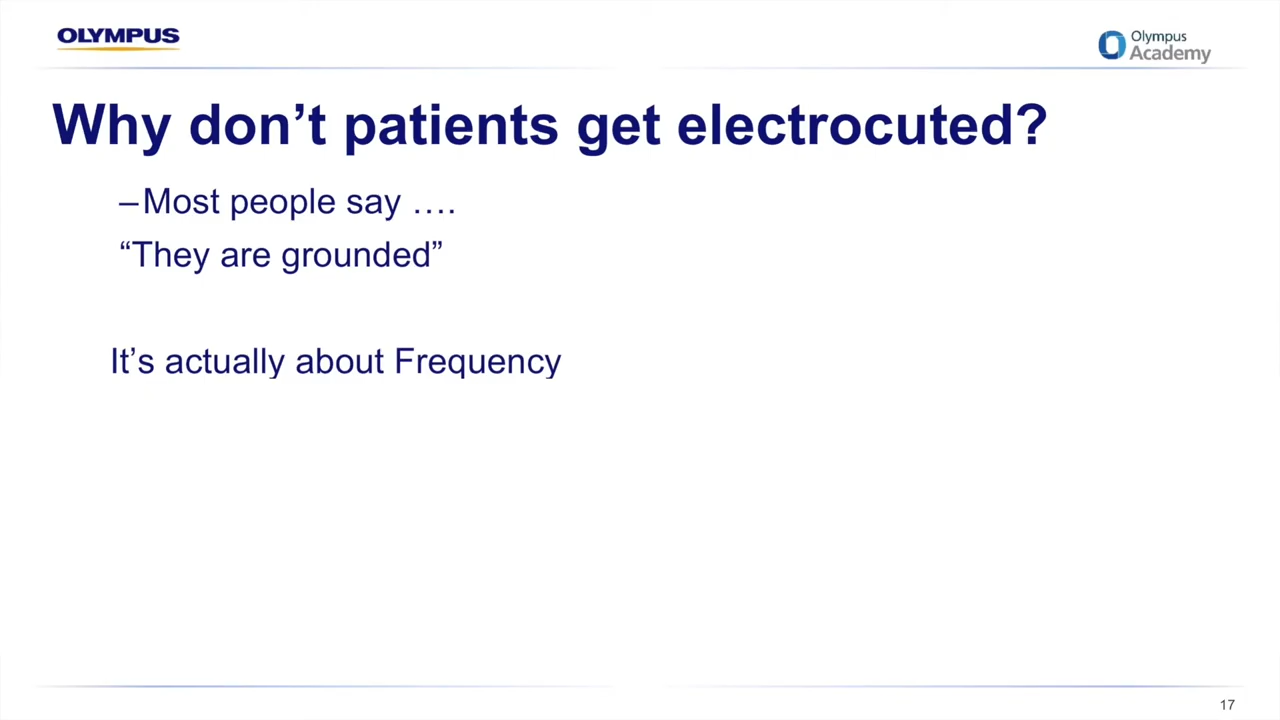 OLYMPUS
Olympus
Academy
Why don’t patients get electrocuted?
–Most people say ….
“They are grounded”
It’s actually about Frequency
17